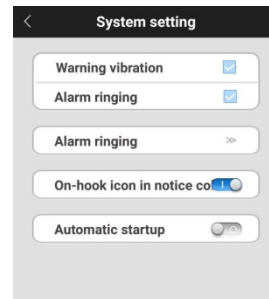 System setting
Warning vibration
Alarm ringing
Alarm ringing
On-hook icon in notice co
Automatic startup